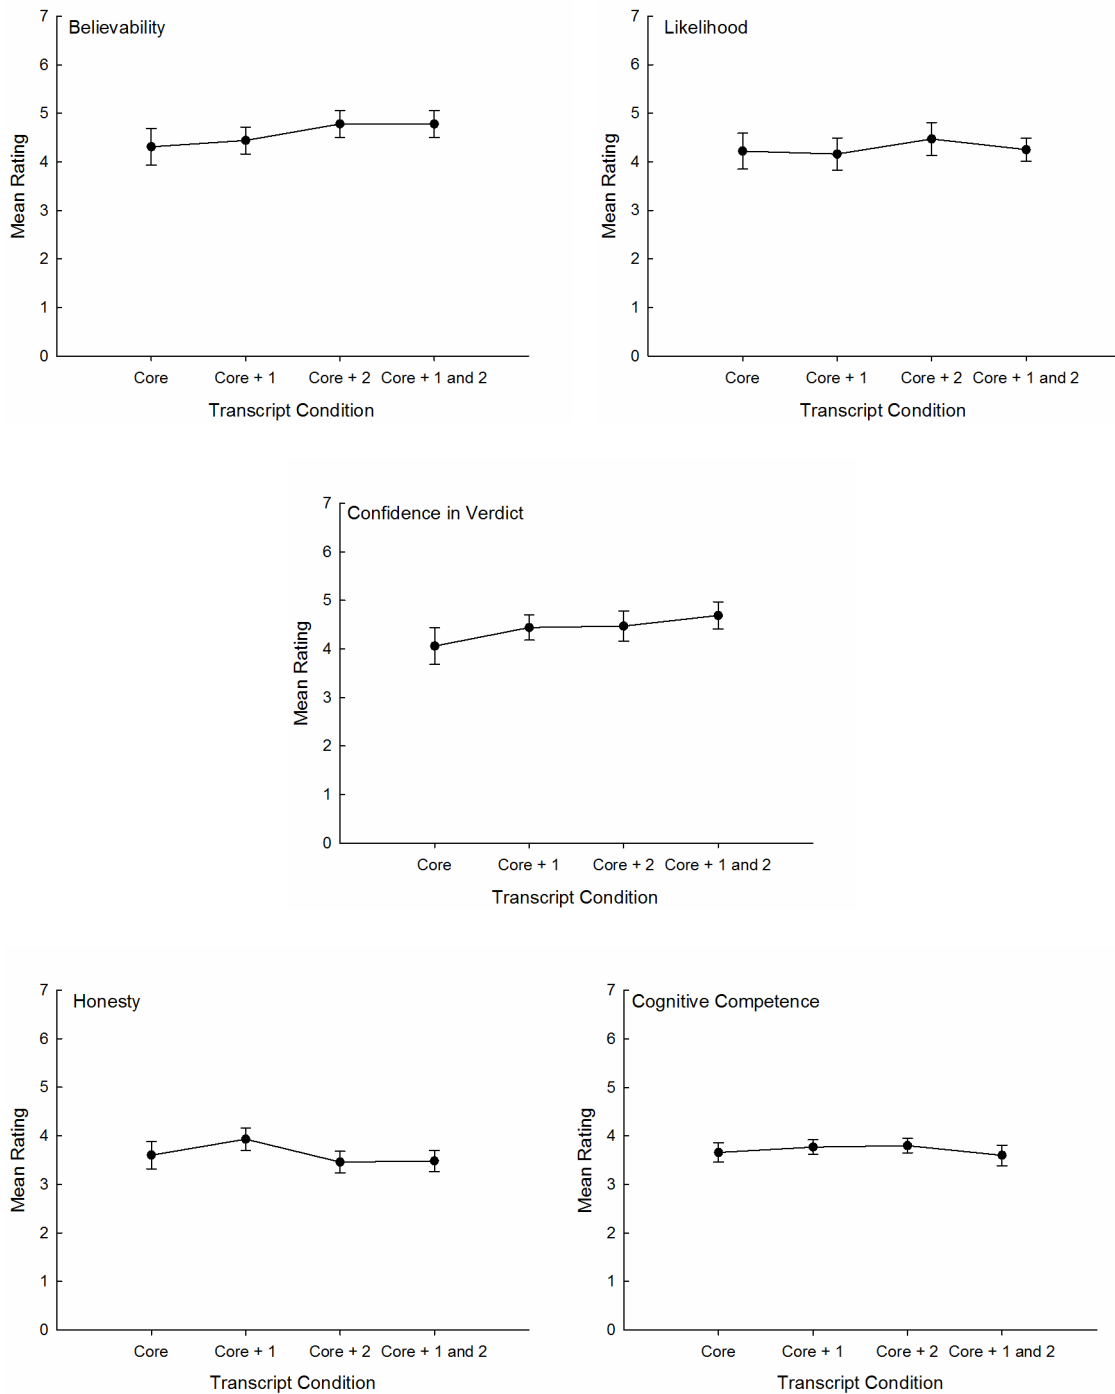 Believability
7
6
5
4
3
2
1
0
Mean Rating
Core Core + 1 Core + 2 Core + 1 and 2
Transcript Condition
Likelihood
7
6
5
4
3
2
1
0
Mean Rating
Core Core + 1 Core + 2 Core + 1 and 2
Transcript Condition
Confidence in Verdict
7
6
5
4
3
2
1
0
Mean Rating
Core Core + 1 Core + 2 Core + 1 and 2
Transcript Condition
Honesty
7
6
5
4
3
2
1
0
Mean Rating
Core Core + 1 Core + 2 Core + 1 and 2
Transcript Condition
Cognitive Competence
7
6
5
4
3
2
1
0
Mean Rating
Core Core + 1 Core + 2 Core + 1 and 2
Transcript Condition